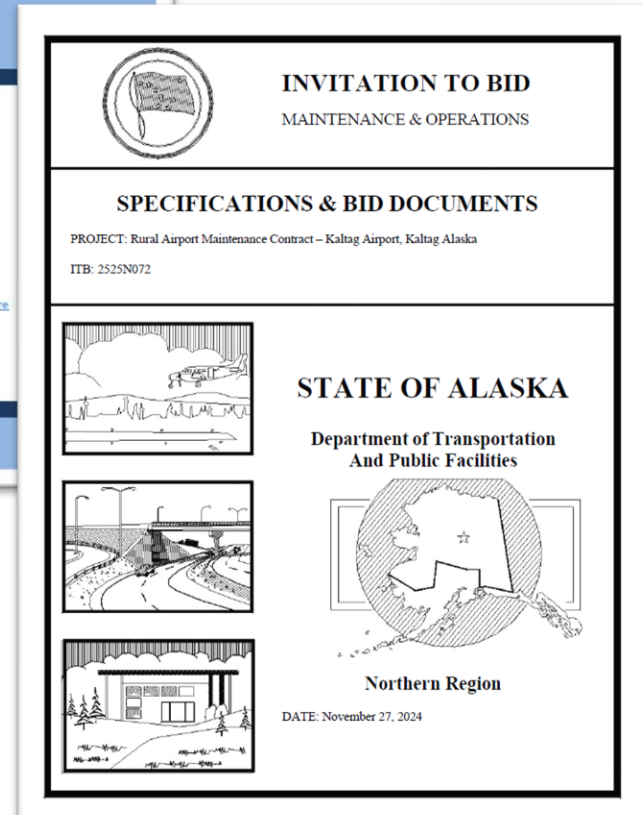 INVITATION TO BID
MAINTENANCE & OPERATIONS
SPECIFICATIONS & BID DOCUMENTS
PROJECT: Rural Airport Maintenance Contract – Kaltag Airport, Kaltag Alaska
ITB: 2525N072
re
STATE OF ALASKA
Department of Transportation
And Public Facilities
Northern Region
DATE: November 27, 2024